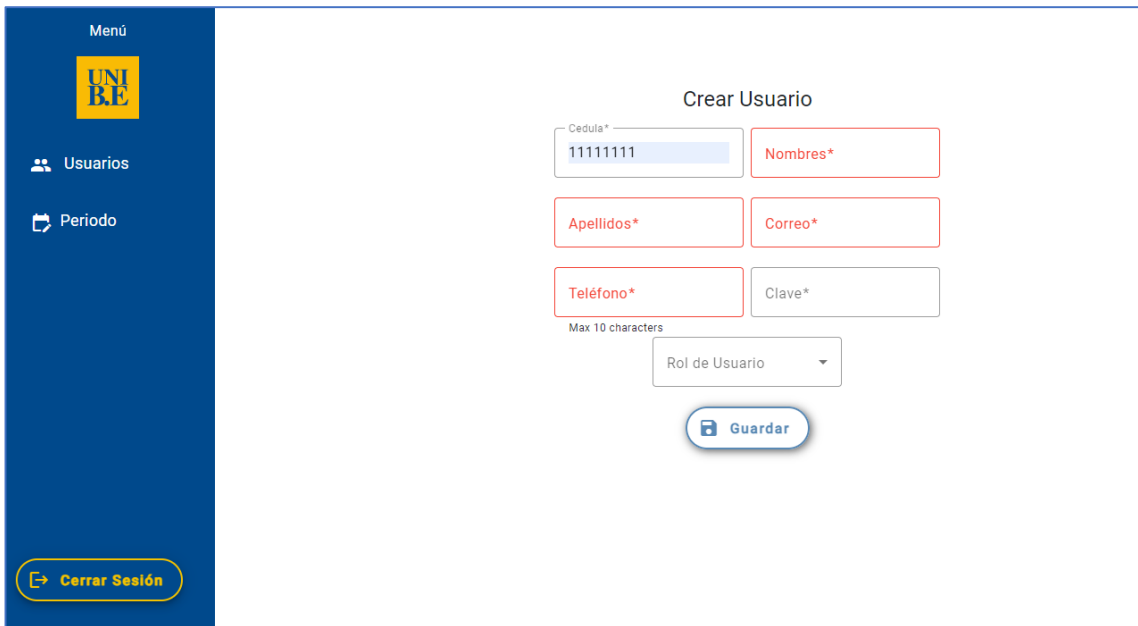 Menú
UNI
B.E
Usuarios
Periodo
Cerrar Sesión
Crear Usuario
Cedula*
11111111
Nombres*
Apellidos*
Correo*
Teléfono*
Clave*
Max 10 characters
Rol de Usuario
Guardar